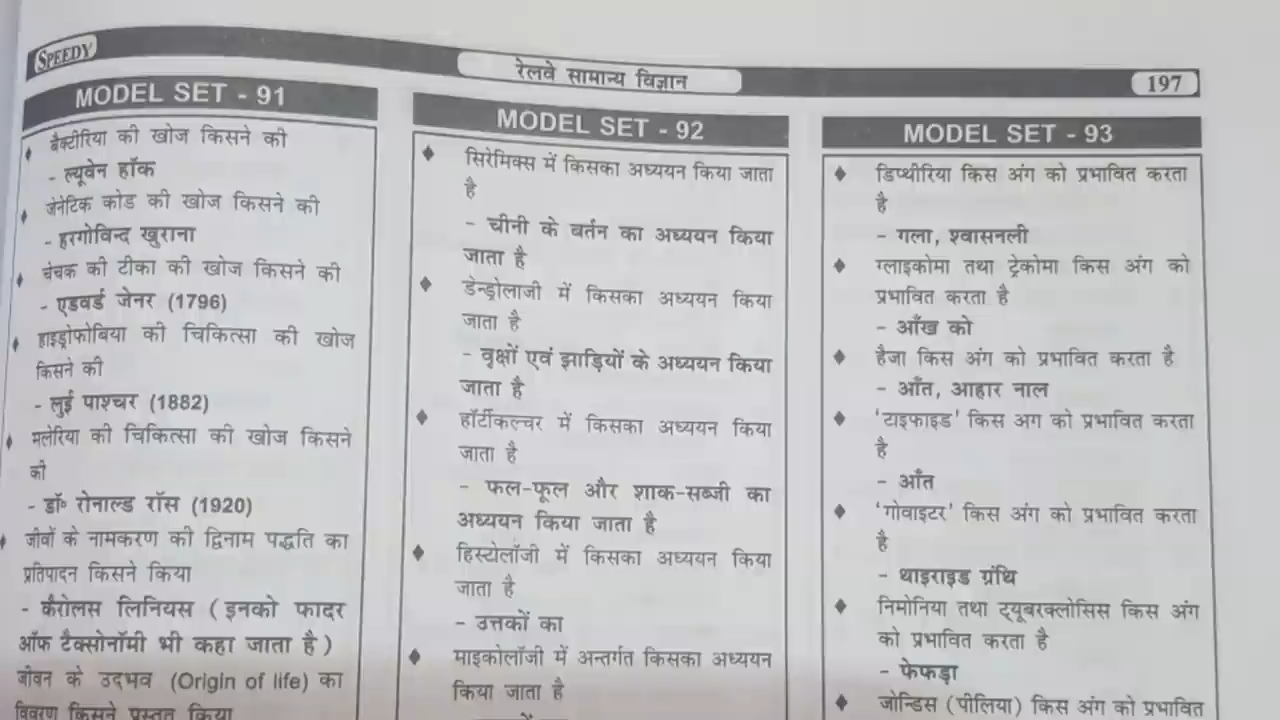 SPEEDY
रेलवे सामान्य विज्ञान
197
MODEL SET - 91
बैक्टीरिया की खोज किसने की
- ल्यूवेन हॉक
जेनेटिक कोड की खोज किसने की
- हरगोविन्द खुराना
चेचक की टीका की खोज किसने की
- एडवर्ड जेनर (1796)
हाइड्रोफोबिया की चिकित्सा की खोज
किसने की
- लुई पाश्चर (1882)
मलेरिया की चिकित्सा की खोज किसने
की
- डॉ॰ रोनाल्ड रॉस (1920)
जीवों के नामकरण की द्विनाम पद्धति का
प्रतिपादन किसने किया
- कैरोलस लिनियस (इनको फादर
ऑफ टैक्सोनॉमी भी कहा जाता है)
जीवन के उद्भव (Origin of life) का
विवरण किसने प्रस्तुत किया
MODEL SET - 92
सिरेमिक्स में किसका अध्ययन किया जाता
है
- चीनी के बर्तन का अध्ययन किया
जाता है
डेन्ड्रोलाजी में किसका अध्ययन किया
जाता है
- वृक्षों एवं झाड़ियों के अध्ययन किया
जाता है
हॉर्टीकल्चर में किसका अध्ययन किया
जाता है
- फल-फूल और शाक-सब्जी का
अध्ययन किया जाता है
हिस्टोलॉजी में किसका अध्ययन किया
जाता है
- उत्तकों का
माइकोलॉजी में अन्तर्गत किसका अध्ययन
किया जाता है
MODEL SET - 93
डिप्थीरिया किस अंग को प्रभावित करता
है
- गला, श्वासनली
ग्लाइकोमा तथा ट्रेकोमा किस अंग को
प्रभावित करता है
- आँख को
हैजा किस अंग को प्रभावित करता है
- आँत, आहार नाल
'टाइफाइड' किस अग को प्रभावित करता
है
- आँत
'गोवाइटर' किस अंग को प्रभावित करता
है
- थाइराइड ग्रंथि
निमोनिया तथा ट्यूबरक्लोसिस किस अंग
को प्रभावित करता है
- फेफड़ा
जोन्डिस (पीलिया) किस अंग को प्रभावित